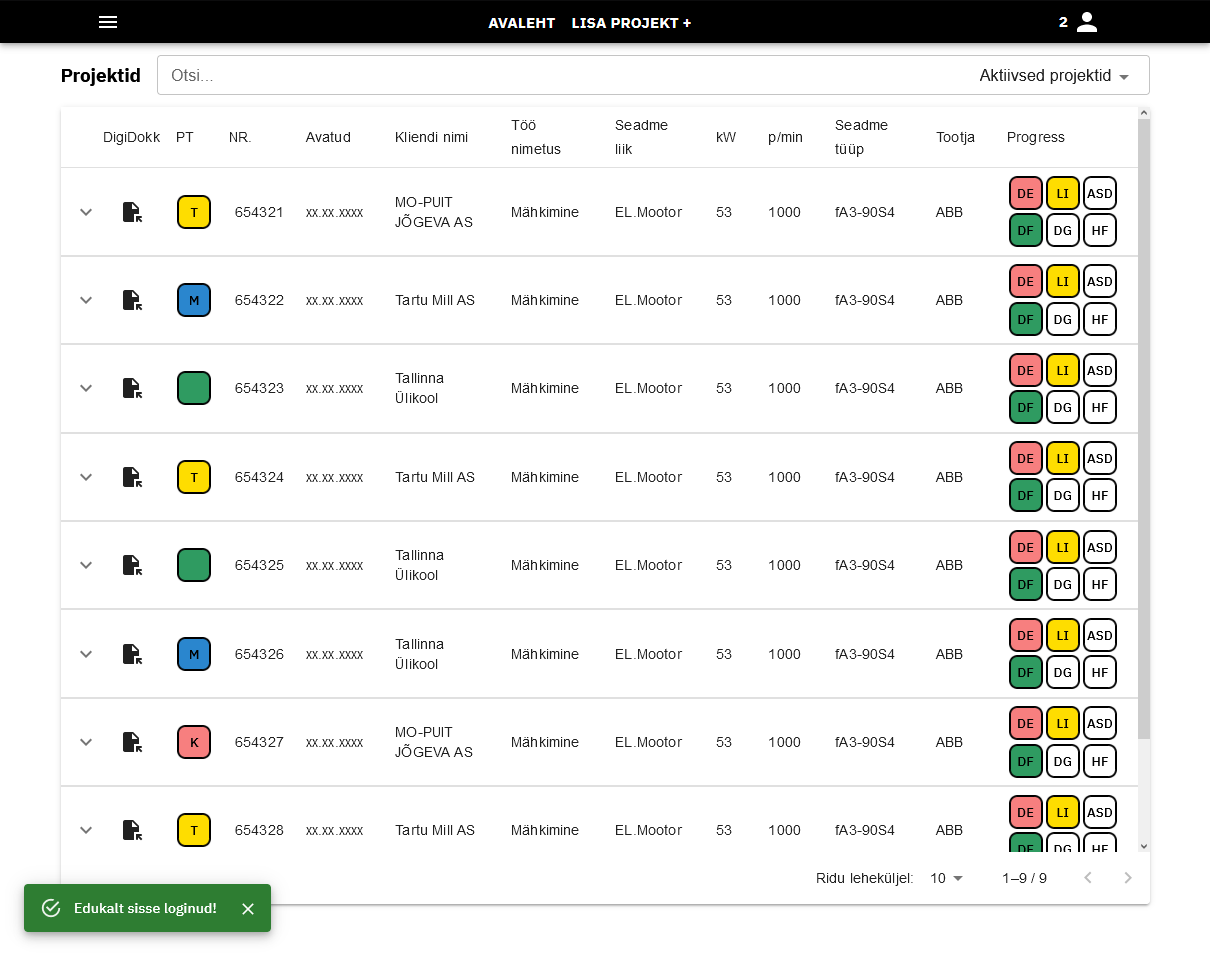 AVALEHT LISA PROJEKT + 2
Projektid Otsi... Aktiivsed projektid
DigiDokk PT NR. Avatud Kliendi nimi Töö nimetus Seadme liik kW p/min Seadme tüüp Tootja Progress
T 654321 xx.xx.xxxx MO-PUIT JÕGEVA AS Mähkimine EL.Mootor 53 1000 fA3-90S4 ABB DE LI ASD
DF DG HF
M 654322 xx.xx.xxxx Tartu Mill AS Mähkimine EL.Mootor 53 1000 fA3-90S4 ABB DE LI ASD
DF DG HF
654323 xx.xx.xxxx Tallinna Ülikool Mähkimine EL.Mootor 53 1000 fA3-90S4 ABB DE LI ASD
DF DG HF
T 654324 xx.xx.xxxx Tartu Mill AS Mähkimine EL.Mootor 53 1000 fA3-90S4 ABB DE LI ASD
DF DG HF
654325 xx.xx.xxxx Tallinna Ülikool Mähkimine EL.Mootor 53 1000 fA3-90S4 ABB DE LI ASD
DF DG HF
M 654326 xx.xx.xxxx Tallinna Ülikool Mähkimine EL.Mootor 53 1000 fA3-90S4 ABB DE LI ASD
DF DG HF
K 654327 xx.xx.xxxx MO-PUIT JÕGEVA AS Mähkimine EL.Mootor 53 1000 fA3-90S4 ABB DE LI ASD
DF DG HF
T 654328 xx.xx.xxxx Tartu Mill AS Mähkimine EL.Mootor 53 1000 fA3-90S4 ABB DE LI ASD
DF DG HF
Ridu leheküljel: 10 1–9 / 9
Edukalt sisse loginud!